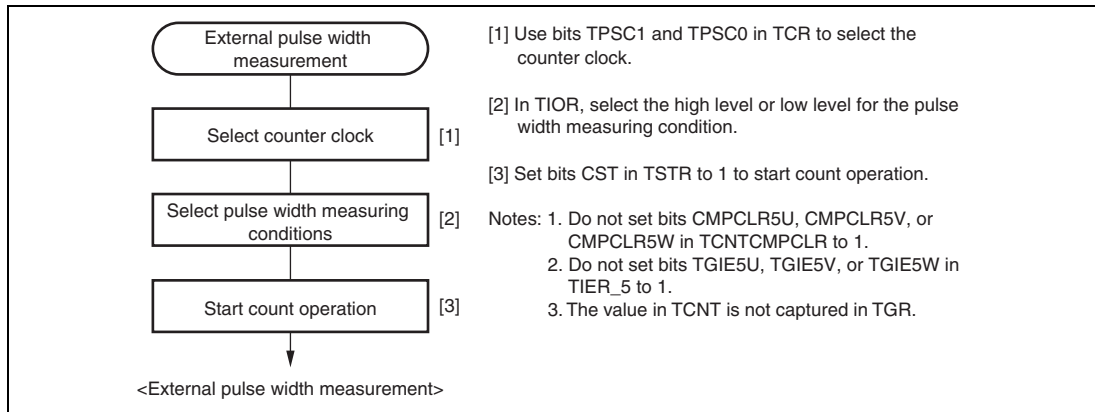 External pulse width
measurement
Select counter clock
[1]
Select pulse width measuring
conditions
[2]
Start count operation
[3]
<External pulse width measurement>
[1] Use bits TPSC1 and TPSC0 in TCR to select the
counter clock.
[2] In TIOR, select the high level or low level for the pulse
width measuring condition.
[3] Set bits CST in TSTR to 1 to start count operation.
Notes: 1. Do not set bits CMPCLR5U, CMPCLR5V, or
CMPCLR5W in TCNTCMPCLR to 1.
2. Do not set bits TGIE5U, TGIE5V, or TGIE5W in
TIER_5 to 1.
3. The value in TCNT is not captured in TGR.